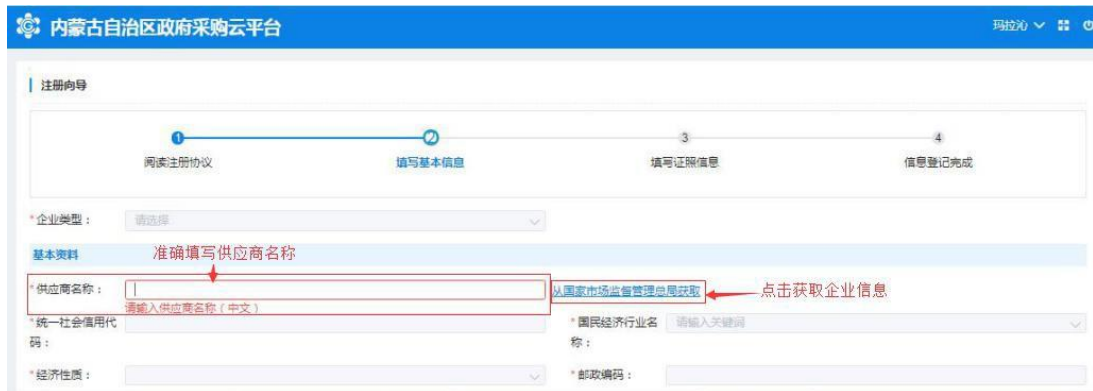 内蒙古自治区政府采购云平台
玛拉沁
注册向导
1 2 3 4
阅读注册协议 填写基本信息 填写证照信息 信息登记完成
*企业类型： 请选择
基本资料 准确填写供应商名称
*供应商名称： 从国家市场监督管理总局获取 点击获取企业信息
请输入供应商名称（中文）
*统一社会信用代 *国民经济行业名 请输入关键词
码： 称：
*经济性质： *邮政编码：